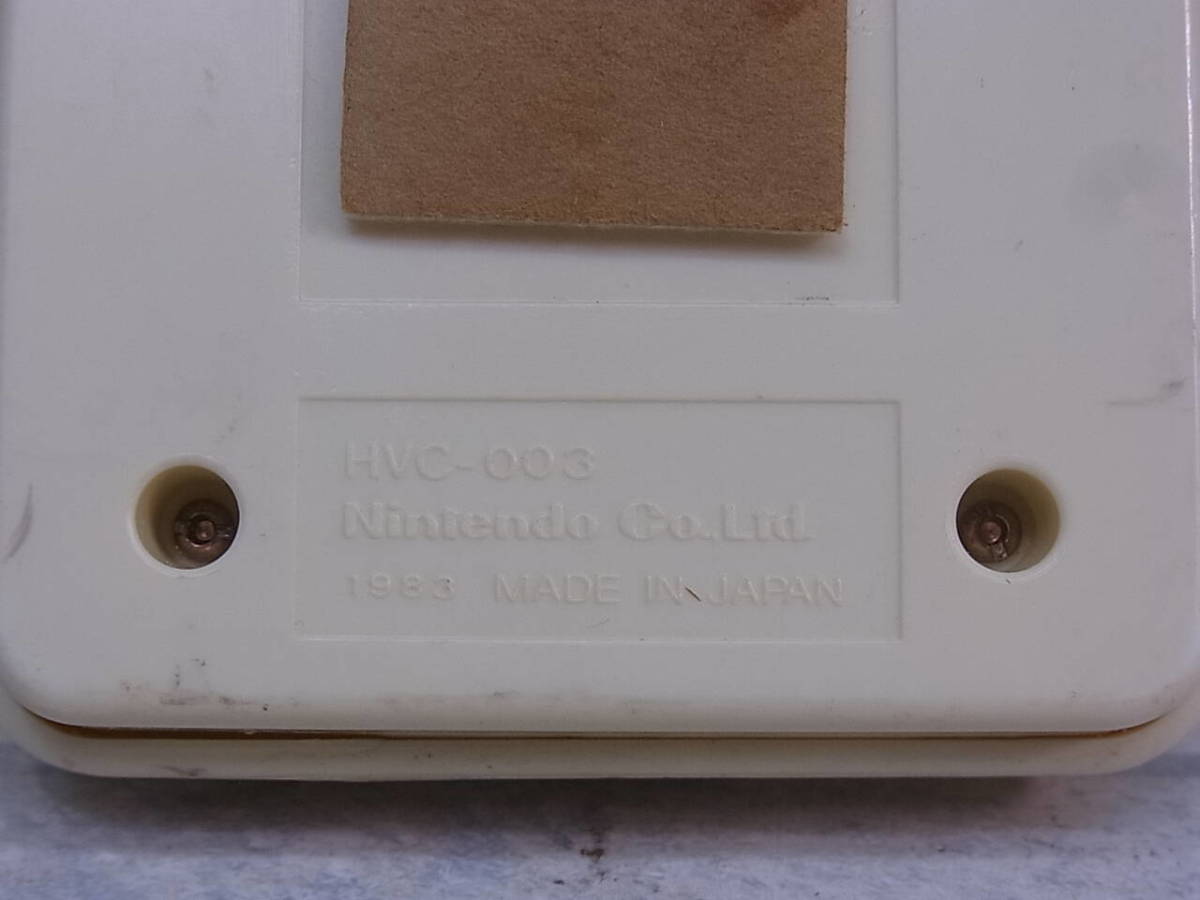 HVC-003
Nintendo Co.,Ltd.
1983 MADE IN JAPAN